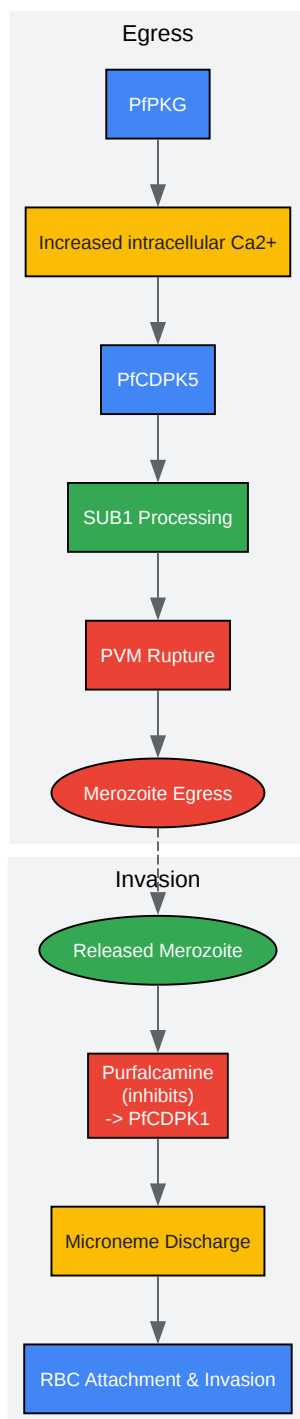 Egress
PfPKG
Increased intracellular Ca2+
PfCDPK5
SUB1 Processing
PVM Rupture
Merozoite Egress
Invasion
Released Merozoite
Purfalcamine
(inhibits)
-> PfCDPK1
Microneme Discharge
RBC Attachment & Invasion